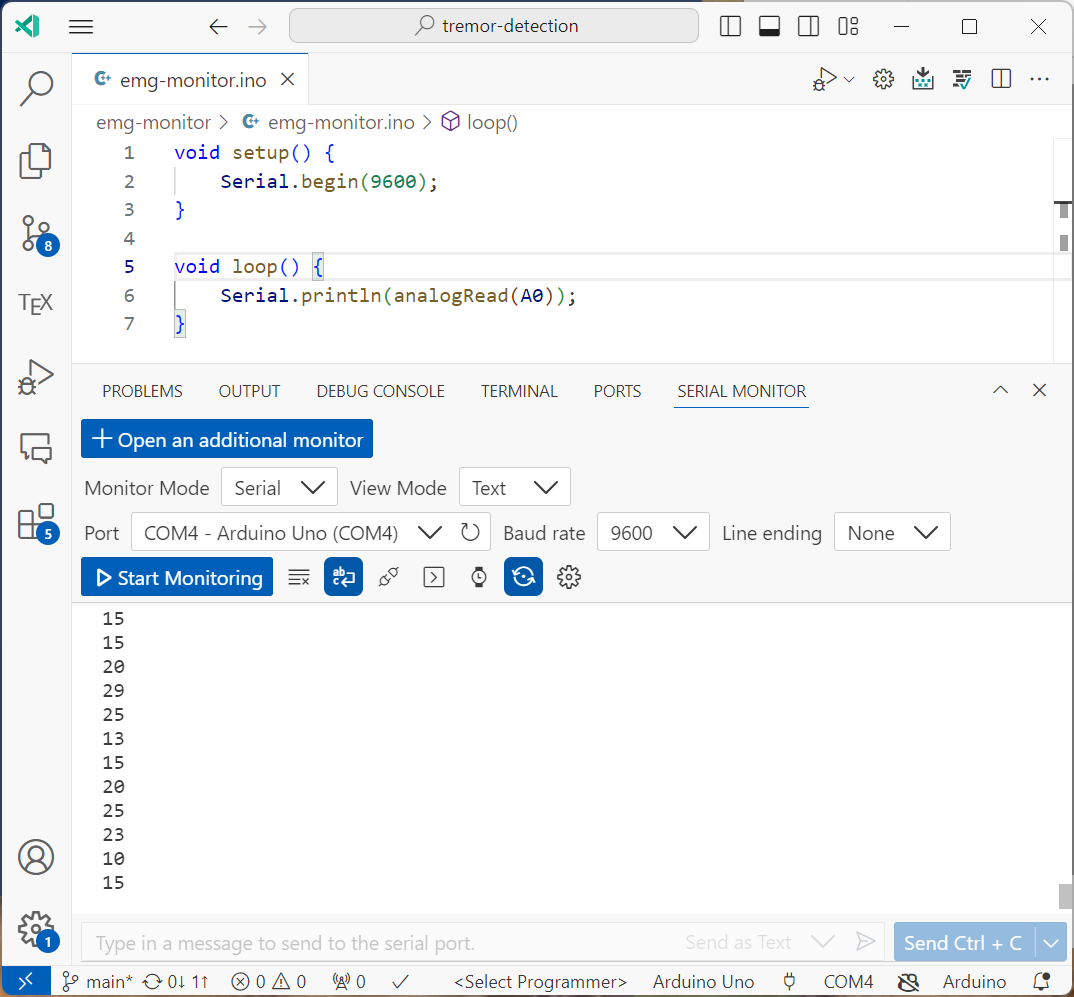 tremor-detection
emg-monitor.ino
emg-monitor > emg-monitor.ino > loop()
1 void setup() {
2 Serial.begin(9600);
3 }
4
5 void loop() {
6 Serial.println(analogRead(A0));
7 }
PROBLEMS OUTPUT DEBUG CONSOLE TERMINAL PORTS SERIAL MONITOR
Open an additional monitor
Monitor Mode Serial View Mode Text
Port COM4 - Arduino Uno (COM4) Baud rate 9600 Line ending None
Start Monitoring ab c
15
15
20
29
25
13
15
20
25
23
10
15
8
TEX
5
1
Type in a message to send to the serial port. Send as Text Send Ctrl + C
main* 0↓ 1↑ 0 0 0 <Select Programmer> Arduino Uno COM4 Arduino